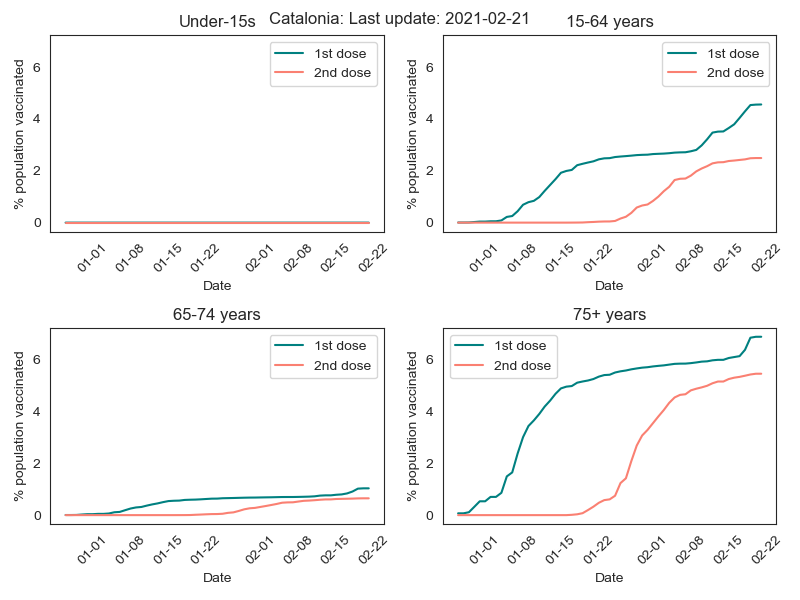 Catalonia: Last update: 2021-02-21
Under-15s
% population vaccinated
6
4
2
0
1st dose
2nd dose
01-01
01-08
01-15
01-22
02-01
02-08
02-15
02-22
Date
15-64 years
% population vaccinated
6
4
2
0
1st dose
2nd dose
01-01
01-08
01-15
01-22
02-01
02-08
02-15
02-22
Date
65-74 years
% population vaccinated
6
4
2
0
1st dose
2nd dose
01-01
01-08
01-15
01-22
02-01
02-08
02-15
02-22
Date
75+ years
% population vaccinated
6
4
2
0
1st dose
2nd dose
01-01
01-08
01-15
01-22
02-01
02-08
02-15
02-22
Date